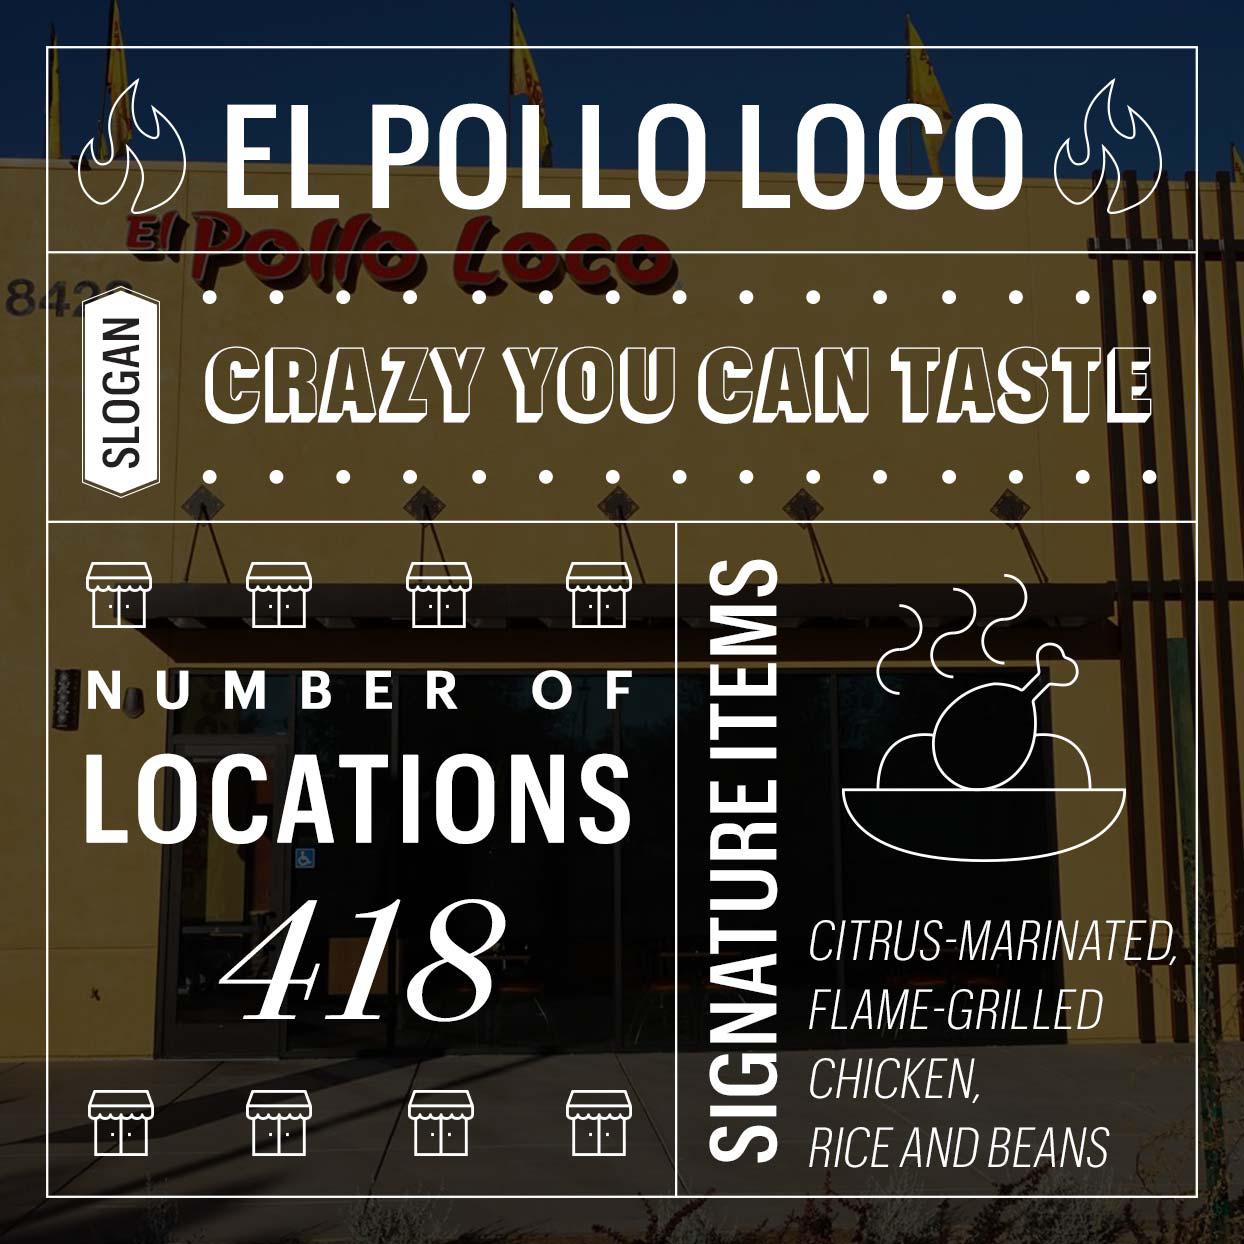 EL POLLO LOCO
El Pollo Loco
SLOGAN
CRAZY YOU CAN TASTE
NUMBER OF
LOCATIONS
418
SIGNATURE ITEMS
CITRUS-MARINATED,
FLAME-GRILLED
CHICKEN,
RICE AND BEANS